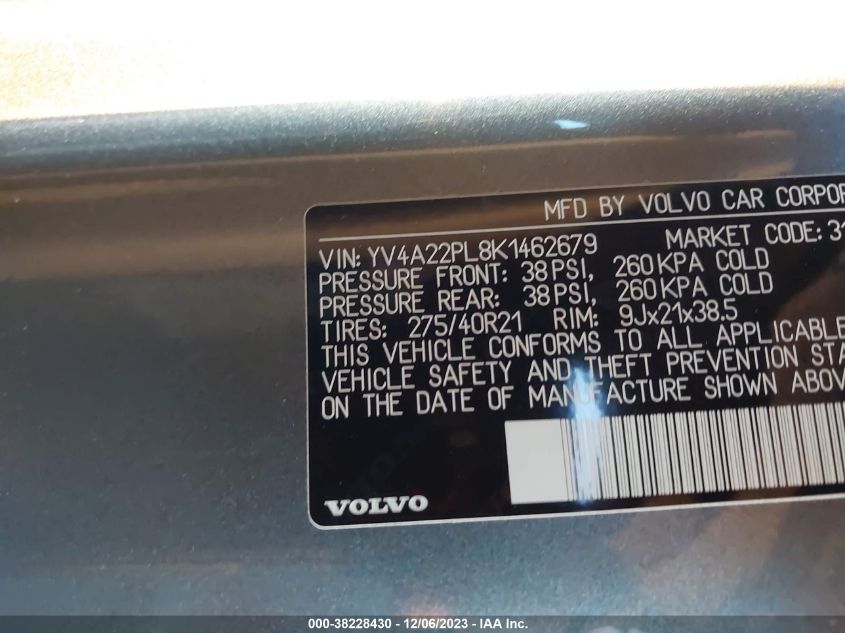 MFD BY VOLVO CAR CORPOR
VIN: YV4A22PL8K1462679 MARKET CODE: 31
PRESSURE FRONT: 38 PSI, 260 KPA COLD
PRESSURE REAR: 38 PSI, 260 KPA COLD
TIRES: 275/40R21 RIM: 9Jx21x38.5
THIS VEHICLE CONFORMS TO ALL APPLICABLE
VEHICLE SAFETY AND THEFT PREVENTION STA
ON THE DATE OF MANUFACTURE SHOWN ABOV
VOLVO
000-38228430 - 12/06/2023 - IAA Inc.